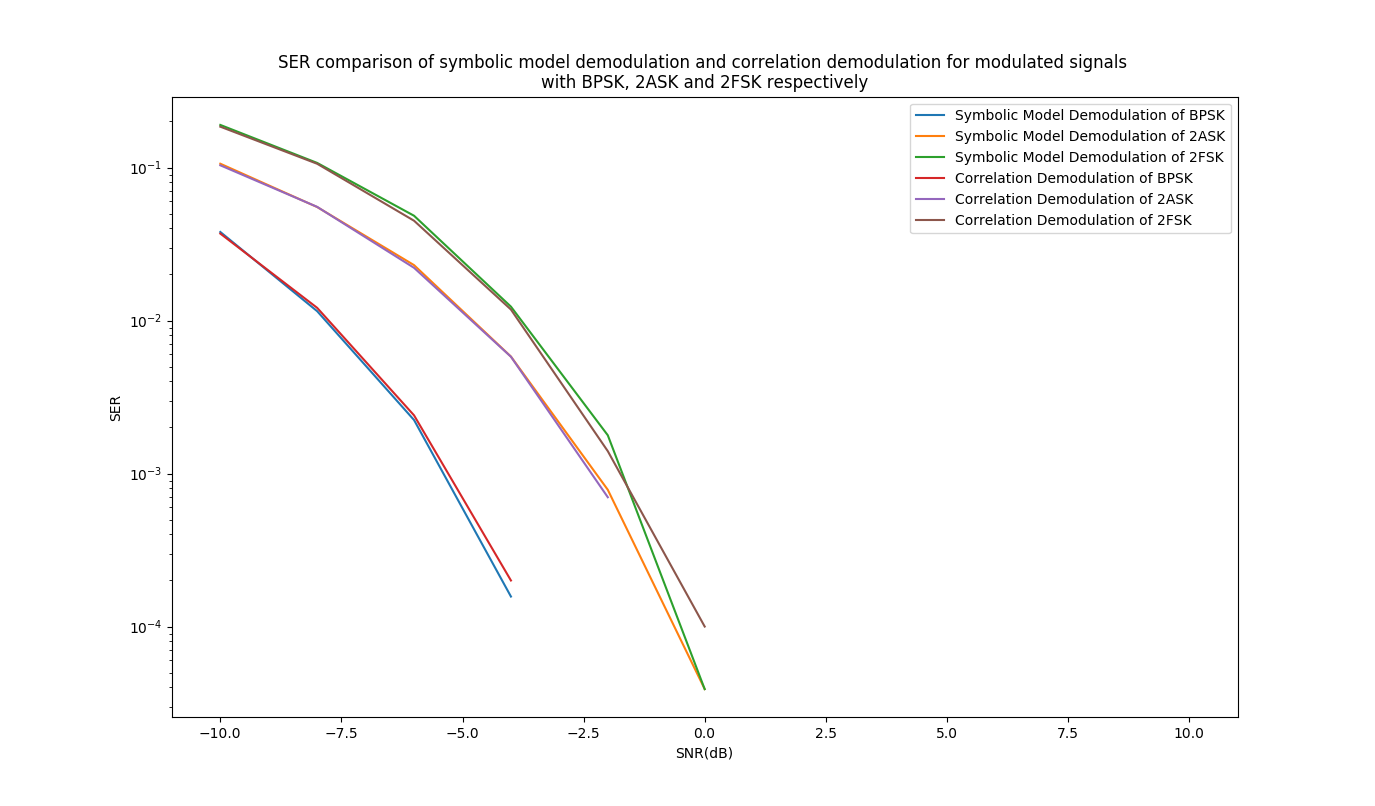 SER comparison of symbolic model demodulation and correlation demodulation for modulated signals
with BPSK, 2ASK and 2FSK respectively
Symbolic Model Demodulation of BPSK
Symbolic Model Demodulation of 2ASK
Symbolic Model Demodulation of 2FSK
Correlation Demodulation of BPSK
Correlation Demodulation of 2ASK
Correlation Demodulation of 2FSK
10⁻¹
10⁻²
10⁻³
10⁻⁴
SER
−10.0 −7.5 −5.0 −2.5 0.0 2.5 5.0 7.5 10.0
SNR(dB)